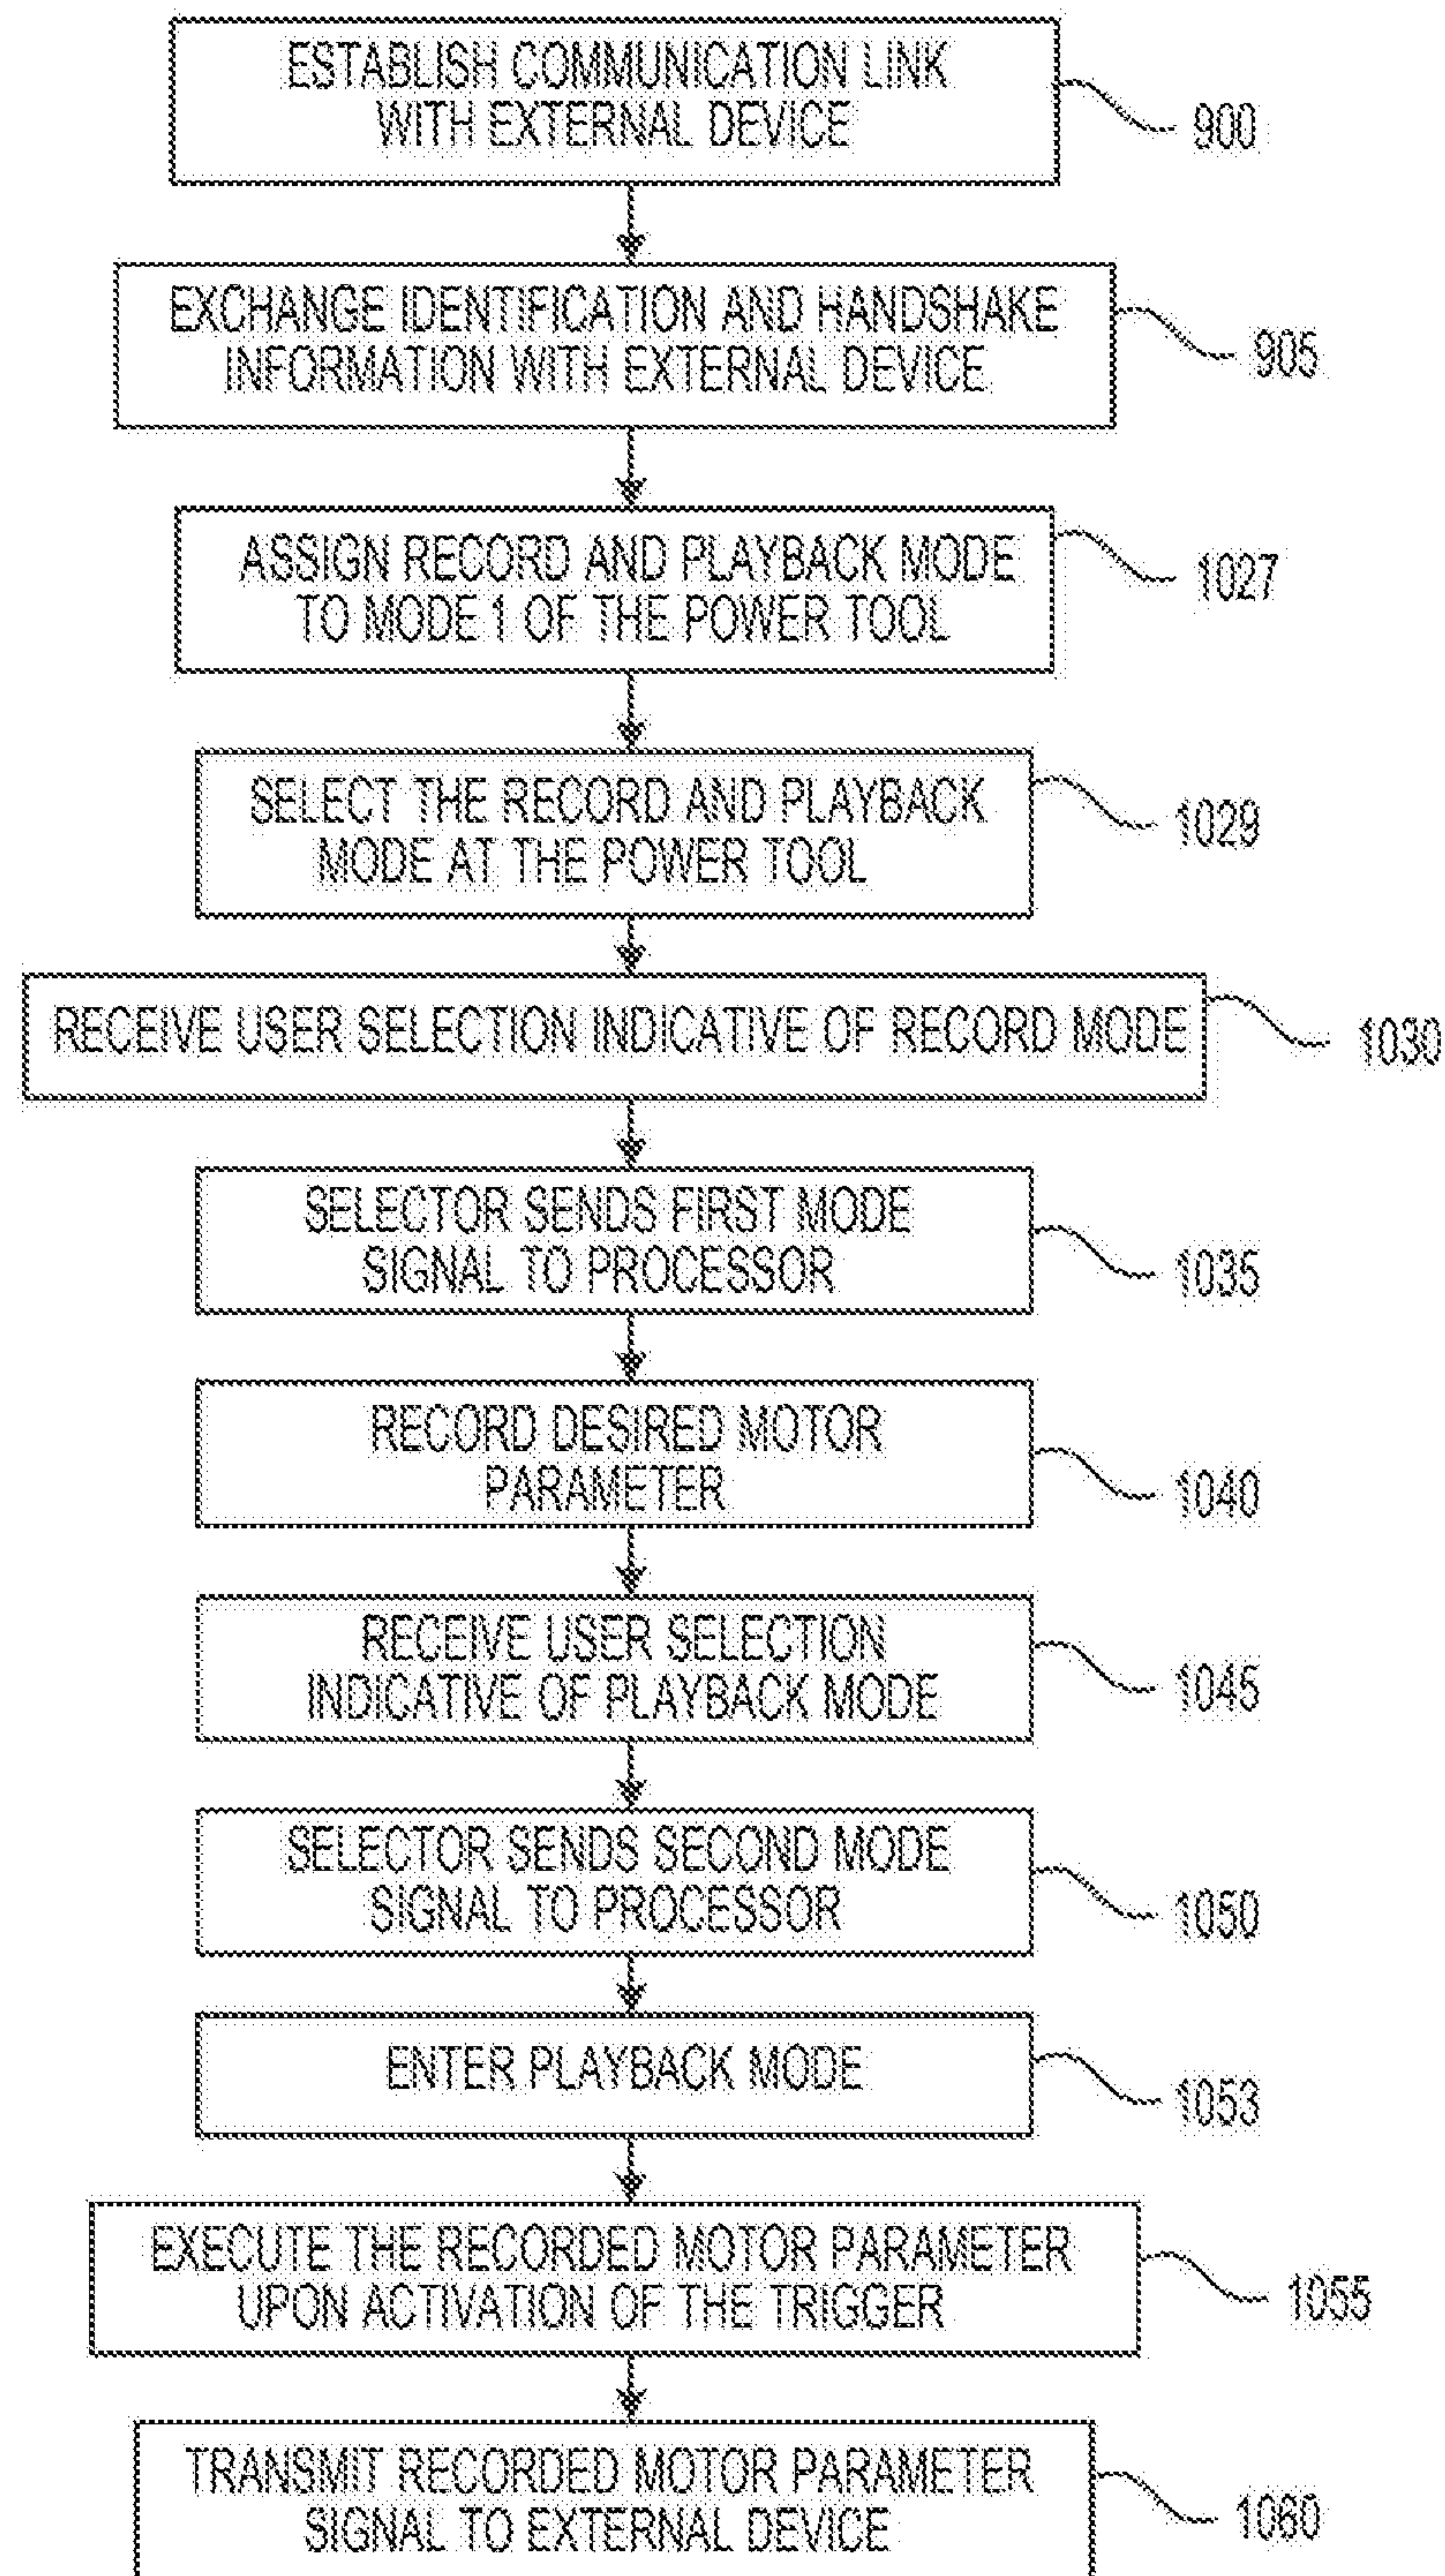 ESTABLISH COMMUNICATION LINK
WITH EXTERNAL DEVICE
900
EXCHANGE IDENTIFICATION AND HANDSHAKE
INFORMATION WITH EXTERNAL DEVICE
905
ASSIGN RECORD AND PLAYBACK MODE
TO MODE 1 OF THE POWER TOOL
1027
SELECT THE RECORD AND PLAYBACK
MODE AT THE POWER TOOL
1029
RECEIVE USER SELECTION INDICATIVE OF RECORD MODE
1030
SELECTOR SENDS FIRST MODE
SIGNAL TO PROCESSOR
1035
RECORD DESIRED MOTOR
PARAMETER
1040
RECEIVE USER SELECTION
INDICATIVE OF PLAYBACK MODE
1045
SELECTOR SENDS SECOND MODE
SIGNAL TO PROCESSOR
1050
ENTER PLAYBACK MODE
1053
EXECUTE THE RECORDED MOTOR PARAMETER
UPON ACTIVATION OF THE TRIGGER
1055
TRANSMIT RECORDED MOTOR PARAMETER
SIGNAL TO EXTERNAL DEVICE
1060